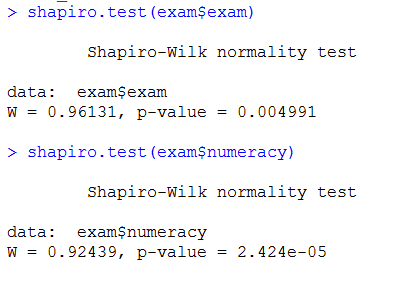 > shapiro.test(exam$exam)
Shapiro-Wilk normality test
data:  exam$exam
W = 0.96131, p-value = 0.004991
> shapiro.test(exam$numeracy)
Shapiro-Wilk normality test
data:  exam$numeracy
W = 0.92439, p-value = 2.424e-05